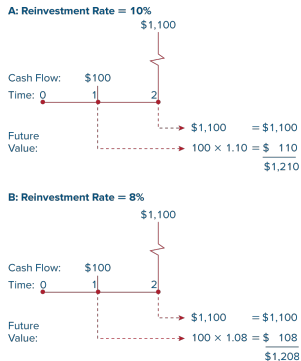 A: Reinvestment Rate = 10%
$1,100
Cash Flow: $100
Time: 0 1 2
$1,100 = $1,100
Future
Value: 100 × 1.10 = $ 110
$1,210
B: Reinvestment Rate = 8%
$1,100
Cash Flow: $100
Time: 0 1 2
$1,100 = $1,100
Future
Value: 100 × 1.08 = $ 108
$1,208